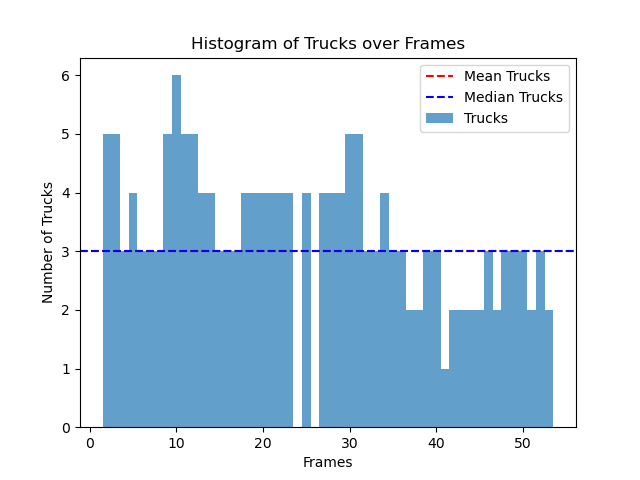 Histogram of Trucks over Frames
Mean Trucks
Median Trucks
Trucks
Number of Trucks
6
5
4
3
2
1
0
0 10 20 30 40 50
Frames